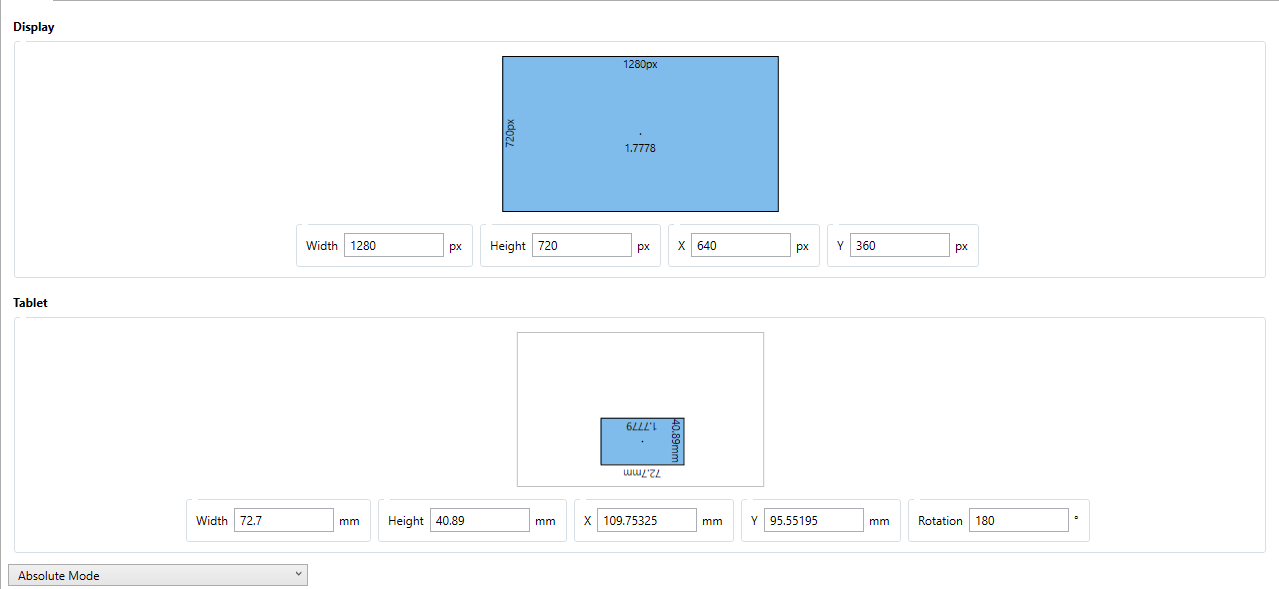 Display
1280px
720px
1.7778
Width 1280 px Height 720 px X 640 px Y 360 px
Tablet
1.7779
40.89mm
72.7mm
Width 72.7 mm Height 40.89 mm X 109.75325 mm Y 95.55195 mm Rotation 180 °
Absolute Mode